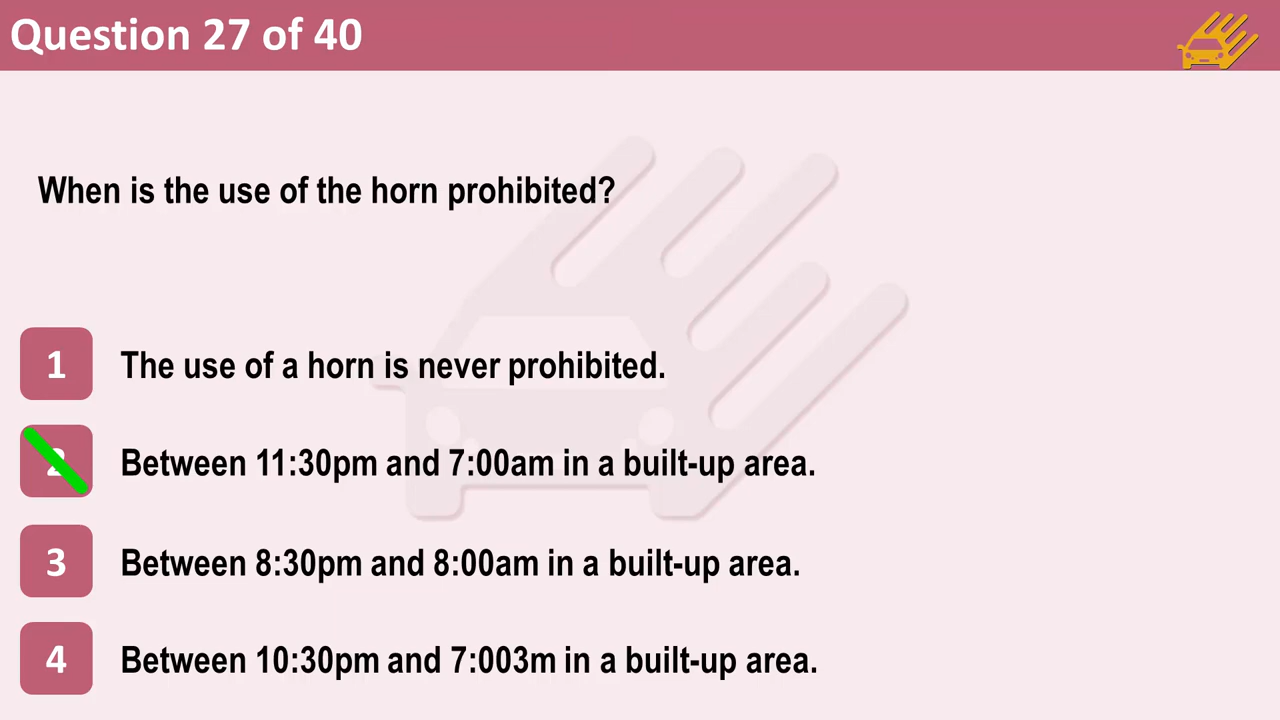 Question 27 of 40
When is the use of the horn prohibited?
1 The use of a horn is never prohibited.
2 Between 11:30pm and 7:00am in a built-up area.
3 Between 8:30pm and 8:00am in a built-up area.
4 Between 10:30pm and 7:003m in a built-up area.